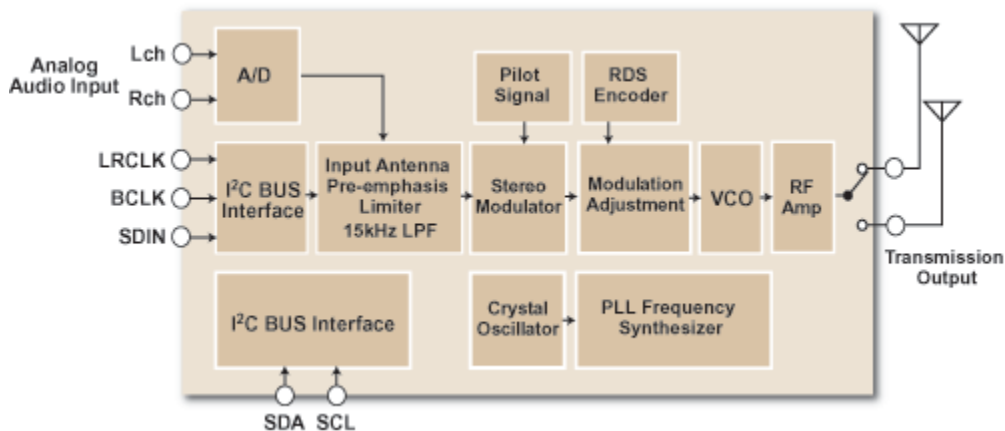 Analog
Audio Input
Lch
Rch
A/D
Pilot
Signal
RDS
Encoder
LRCLK
BCLK
SDIN
I²C BUS
Interface
Input Antenna
Pre-emphasis
Limiter
15kHz LPF
Stereo
Modulator
Modulation
Adjustment
VCO
RF
Amp
Transmission
Output
I²C BUS Interface
Crystal
Oscillator
PLL Frequency
Synthesizer
SDA
SCL